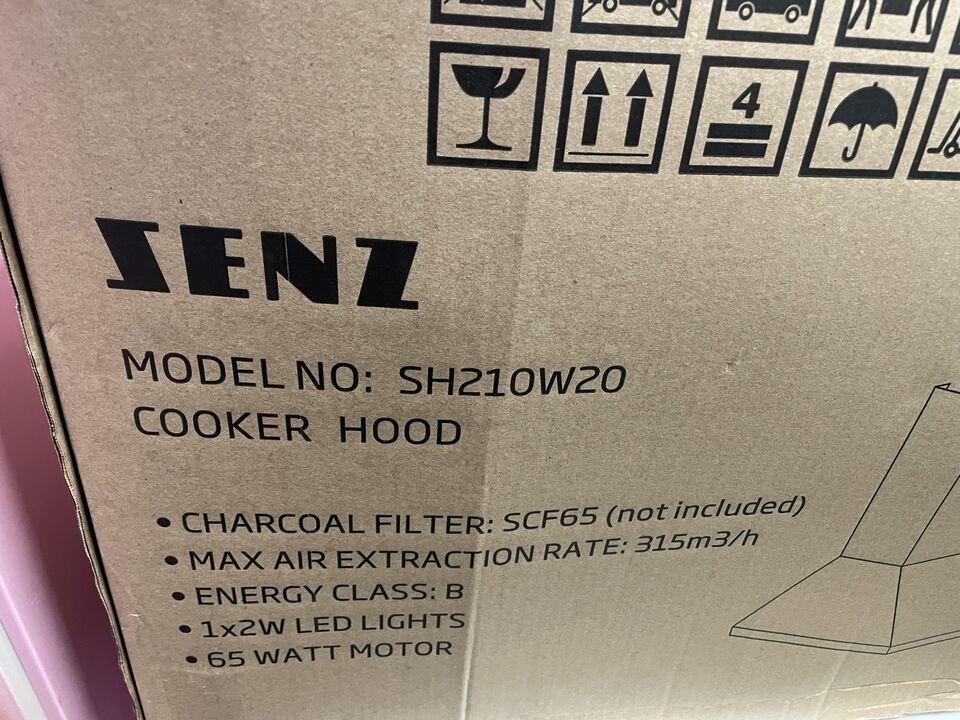 4
SENZ
MODEL NO: SH210W20
COOKER HOOD
• CHARCOAL FILTER: SCF65 (not included)
• MAX AIR EXTRACTION RATE: 315m3/h
• ENERGY CLASS: B
• 1x2W LED LIGHTS
• 65 WATT MOTOR